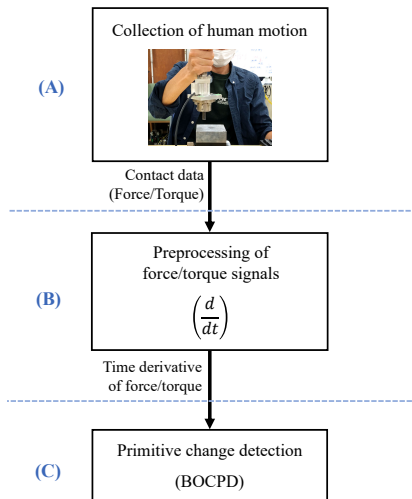 Collection of human motion
(A)
Contact data
(Force/Torque)
Preprocessing of
force/torque signals
(d/dt)
(B)
Time derivative
of force/torque
Primitive change detection
(C)
(BOCPD)